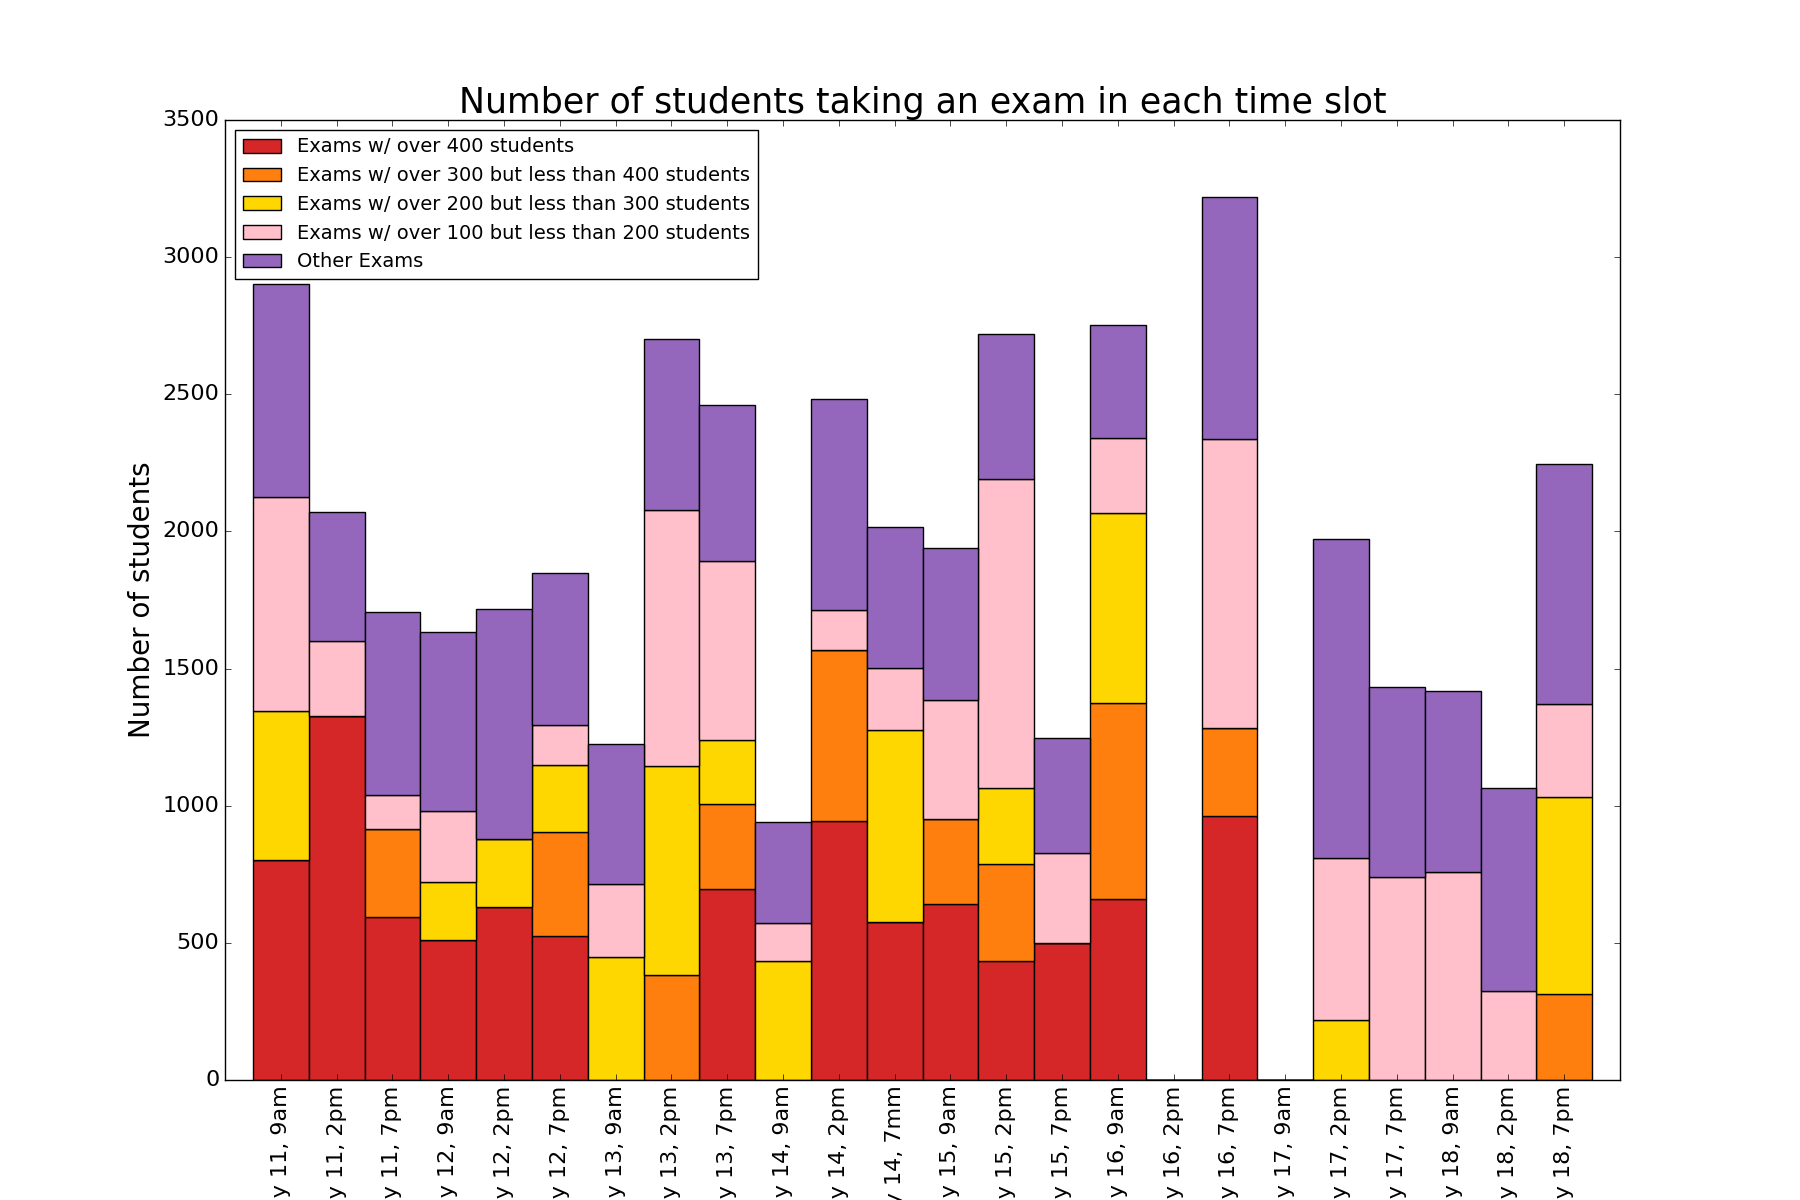 Number of students taking an exam in each time slot
Exams w/ over 400 students
Exams w/ over 300 but less than 400 students
Exams w/ over 200 but less than 300 students
Exams w/ over 100 but less than 200 students
Other Exams
Number of students
3500
3000
2500
2000
1500
1000
500
0
y 11, 9am
y 11, 2pm
y 11, 7pm
y 12, 9am
y 12, 2pm
y 12, 7pm
y 13, 9am
y 13, 2pm
y 13, 7pm
y 14, 9am
y 14, 2pm
y 14, 7mm
y 15, 9am
y 15, 2pm
y 15, 7pm
y 16, 9am
y 16, 2pm
y 16, 7pm
y 17, 9am
y 17, 2pm
y 17, 7pm
y 18, 9am
y 18, 2pm
y 18, 7pm